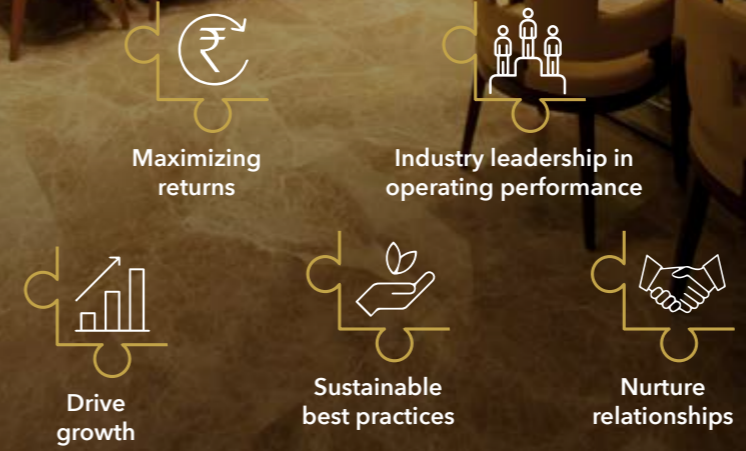 ₹
Maximizing
returns
Industry leadership in
operating performance
Drive
growth
Sustainable
best practices
Nurture
relationships